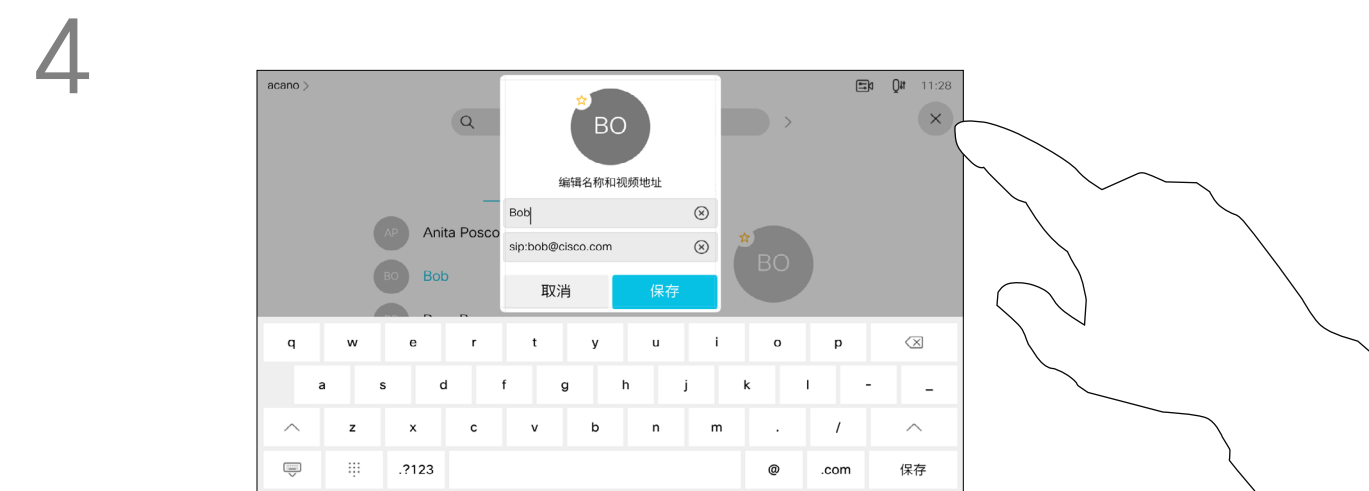 4
acano >
11:28
BO
编辑名称和视频地址
Bob
sip:bob@cisco.com
取消 保存
AP Anita Posco
BO Bob
BO
q w e r t y u i o p
a s d f g h j k l - _
z x c v b n m . /
.?123 @ .com 保存